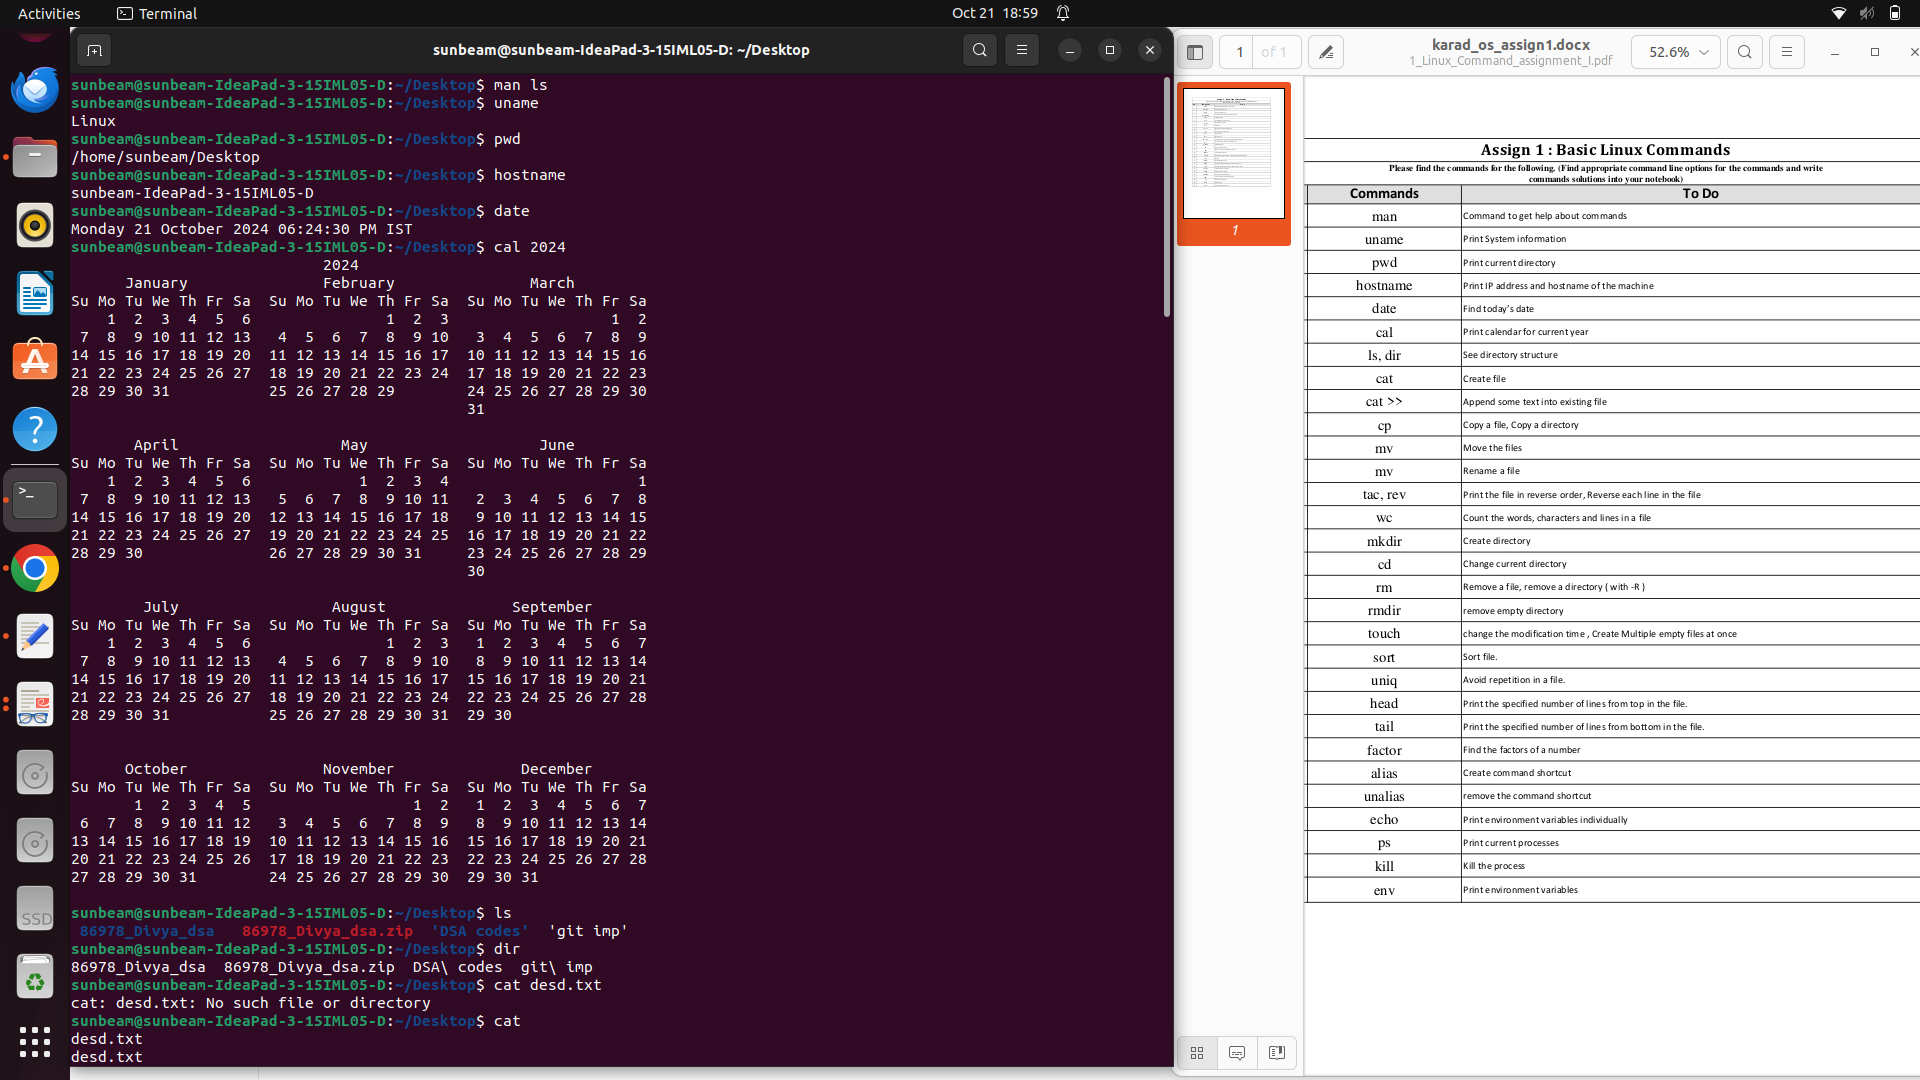 Activities
Terminal
Oct 21 18:59
sunbeam@sunbeam-IdeaPad-3-15IML05-D: ~/Desktop
sunbeam@sunbeam-IdeaPad-3-15IML05-D:~/Desktop$ man ls
sunbeam@sunbeam-IdeaPad-3-15IML05-D:~/Desktop$ uname
Linux
sunbeam@sunbeam-IdeaPad-3-15IML05-D:~/Desktop$ pwd
/home/sunbeam/Desktop
sunbeam@sunbeam-IdeaPad-3-15IML05-D:~/Desktop$ hostname
sunbeam-IdeaPad-3-15IML05-D
sunbeam@sunbeam-IdeaPad-3-15IML05-D:~/Desktop$ date
Monday 21 October 2024 06:24:30 PM IST
sunbeam@sunbeam-IdeaPad-3-15IML05-D:~/Desktop$ cal 2024
2024
January February March
Su Mo Tu We Th Fr Sa Su Mo Tu We Th Fr Sa Su Mo Tu We Th Fr Sa
1 2 3 4 5 6 1 2 3 1 2
7 8 9 10 11 12 13 4 5 6 7 8 9 10 3 4 5 6 7 8 9
14 15 16 17 18 19 20 11 12 13 14 15 16 17 10 11 12 13 14 15 16
21 22 23 24 25 26 27 18 19 20 21 22 23 24 17 18 19 20 21 22 23
28 29 30 31 25 26 27 28 29 24 25 26 27 28 29 30
31
April May June
Su Mo Tu We Th Fr Sa Su Mo Tu We Th Fr Sa Su Mo Tu We Th Fr Sa
1 2 3 4 5 6 1 2 3 4 1
7 8 9 10 11 12 13 5 6 7 8 9 10 11 2 3 4 5 6 7 8
14 15 16 17 18 19 20 12 13 14 15 16 17 18 9 10 11 12 13 14 15
21 22 23 24 25 26 27 19 20 21 22 23 24 25 16 17 18 19 20 21 22
28 29 30 26 27 28 29 30 31 23 24 25 26 27 28 29
30
July August September
Su Mo Tu We Th Fr Sa Su Mo Tu We Th Fr Sa Su Mo Tu We Th Fr Sa
1 2 3 4 5 6 1 2 3 1 2 3 4 5 6 7
7 8 9 10 11 12 13 4 5 6 7 8 9 10 8 9 10 11 12 13 14
14 15 16 17 18 19 20 11 12 13 14 15 16 17 15 16 17 18 19 20 21
21 22 23 24 25 26 27 18 19 20 21 22 23 24 22 23 24 25 26 27 28
28 29 30 31 25 26 27 28 29 30 31 29 30
October November December
Su Mo Tu We Th Fr Sa Su Mo Tu We Th Fr Sa Su Mo Tu We Th Fr Sa
1 2 3 4 5 1 2 1 2 3 4 5 6 7
6 7 8 9 10 11 12 3 4 5 6 7 8 9 8 9 10 11 12 13 14
13 14 15 16 17 18 19 10 11 12 13 14 15 16 15 16 17 18 19 20 21
20 21 22 23 24 25 26 17 18 19 20 21 22 23 22 23 24 25 26 27 28
27 28 29 30 31 24 25 26 27 28 29 30 29 30 31
sunbeam@sunbeam-IdeaPad-3-15IML05-D:~/Desktop$ ls
86978_Divya_dsa 86978_Divya_dsa.zip 'DSA codes' 'git imp'
sunbeam@sunbeam-IdeaPad-3-15IML05-D:~/Desktop$ dir
86978_Divya_dsa 86978_Divya_dsa.zip DSA\ codes git\ imp
sunbeam@sunbeam-IdeaPad-3-15IML05-D:~/Desktop$ cat desd.txt
cat: desd.txt: No such file or directory
sunbeam@sunbeam-IdeaPad-3-15IML05-D:~/Desktop$ cat
desd.txt
desd.txt
SSD
1 of 1
karad_os_assign1.docx
1_Linux_Command_assignment_I.pdf
52.6%
1
Assign 1 : Basic Linux Commands
Please find the commands for the following. (Find appropriate command line options for the commands and write
commands solutions into your notebook)
Commands To Do
man Command to get help about commands
uname Print System information
pwd Print current directory
hostname Print IP address and hostname of the machine
date Find today's date
cal Print calendar for current year
ls, dir See directory structure
cat Create file
cat >> Append some text into existing file
cp Copy a file, Copy a directory
mv Move the files
mv Rename a file
tac, rev Print the file in reverse order, Reverse each line in the file
wc Count the words, characters and lines in a file
mkdir Create directory
cd Change current directory
rm Remove a file, remove a directory ( with -R )
rmdir remove empty directory
touch change the modification time , Create Multiple empty files at once
sort Sort file.
uniq Avoid repetition in a file.
head Print the specified number of lines from top in the file.
tail Print the specified number of lines from bottom in the file.
factor Find the factors of a number
alias Create command shortcut
unalias remove the command shortcut
echo Print environment variables individually
ps Print current processes
kill Kill the process
env Print environment variables